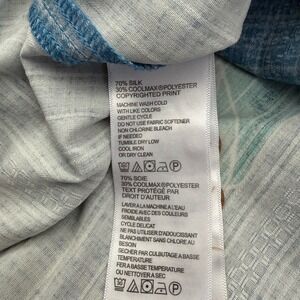 70% SILK
30% COOLMAX®POLYESTER
COPYRIGHTED PRINT
MACHINE WASH COLD
WITH LIKE COLORS
GENTLE CYCLE
DO NOT USE FABRIC SOFTENER
NON CHLORINE BLEACH
IF NEEDED
TUMBLE DRY LOW
COOL IRON
OR DRY CLEAN
70% SOIE
30% COOLMAX®POLYESTER
TEXT PROTÉGÉ PAR
DROIT D'AUTEUR
LAVER A LA MACHINE A L'EAU
FROIDE AVEC DES COULEURS
SEMBLABLES
CYCLE DELICAT
NE PAS UTILISER D'ADOUCISSANT
BLANCHIMENT SANS CHLORE AU
BESOIN
SECHER PAR CULBUTAGE A BASSE
TEMPERATURE
FER A BASSE TEMPERATURE
OU NETTOYER A SEC